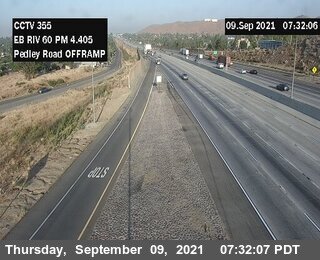 CCTV 355
EB RIV 60 PM 4.405
Pedley Road OFFRAMP
09.Sep 2021 07:32:06
STOP
Thursday, September 09, 2021 07:32:07 PDT